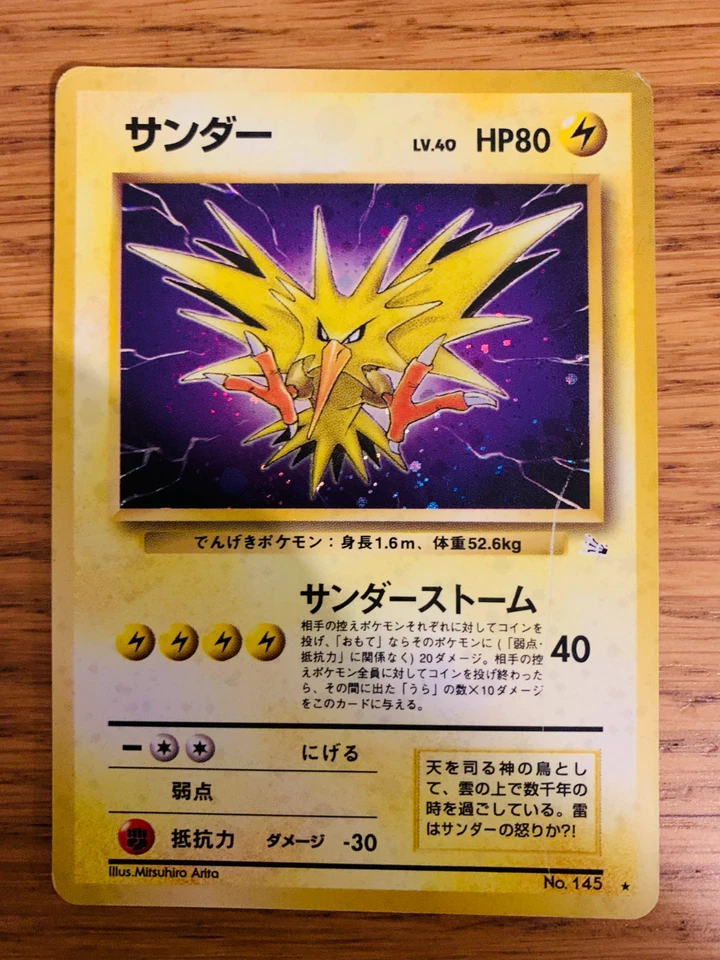 サンダー LV.40 HP80
でんげきポケモン：身長1.6m、体重52.6kg
サンダーストーム
相手の控えポケモンそれぞれに対してコインを
投げ、「おもて」ならそのポケモンに（「弱点・
抵抗力」に関係なく）20ダメージ。相手の控
えポケモン全員に対してコインを投げ終わった
ら、その間に出た「うら」の数×10ダメージ
をこのカードに与える。
40
にげる
弱点
抵抗力 ダメージ -30
天を司る神の鳥とし
て、雲の上で数千年の
時を過ごしている。雷
はサンダーの怒りか?!
Illus.Mitsuhiro Arita
No. 145 ★